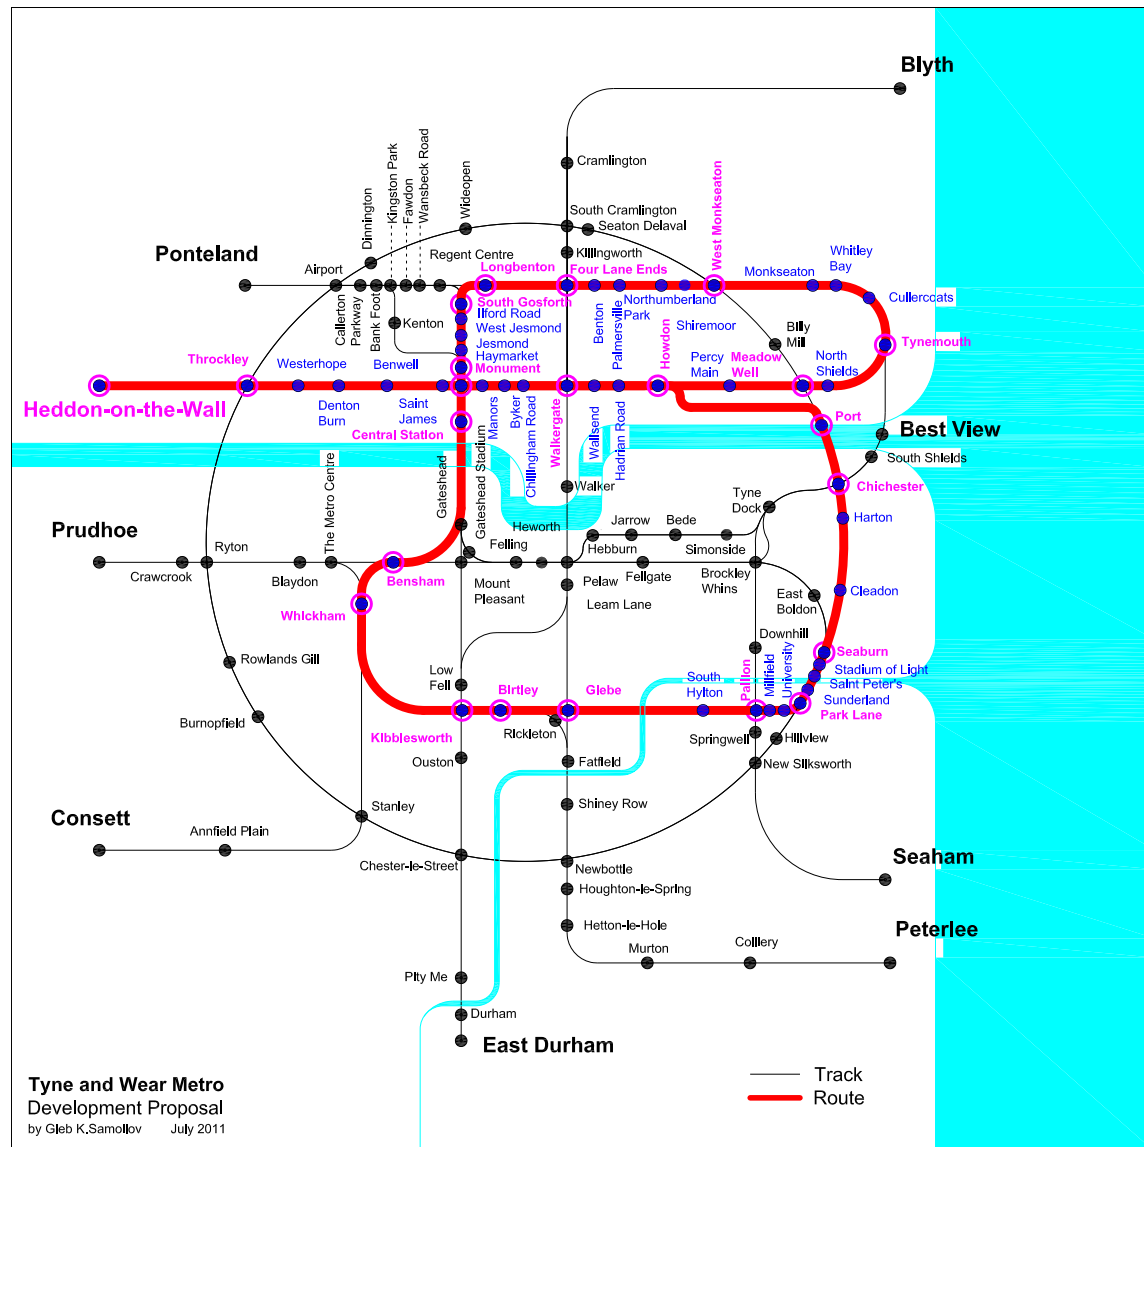 Blyth
Cramlington
South Cramlington
Seaton Delaval
Killingworth
Wideopen
Wansbeck Road
Fawdon
Kingston Park
Dinnington
Ponteland
Airport
Regent Centre
Callerton
Parkway
Bank Foot
Kenton
Longbenton
Four Lane Ends
West Monkseaton
Monkseaton
Whitley
Bay
Cullercoats
Tynemouth
South Gosforth
Ilford Road
West Jesmond
Jesmond
Haymarket
Monument
Benton
Palmersville
Northumberland
Park
Shiremoor
Billy
Mill
Howdon
Percy
Main
Meadow
Well
North
Shields
Throckley
Westerhope
Benwell
Heddon-on-the-Wall
Denton
Burn
Saint
James
Central Station
Manors
Byker
Chillingham Road
Walkergate
Wallsend
Hadrian Road
Port
Best View
South Shields
Chichester
Harton
Gateshead
Gateshead Stadium
The Metro Centre
Walker
Tyne
Dock
Prudhoe
Crawcrook
Ryton
Blaydon
Bensham
Heworth
Felling
Jarrow
Bede
Hebburn
Simonside
Mount
Pleasant
Pelaw
Leam Lane
Fellgate
Brockley
Whins
East
Boldon
Cleadon
Whickham
Downhill
Seaburn
Rowlands Gill
Low
Fell
Birtley
Glebe
South
Hylton
Pallion
Millfield
University
Stadium of Light
Saint Peter's
Sunderland
Park Lane
Burnopfield
Kibblesworth
Rickleton
Springwell
Hillview
Ouston
Fatfield
New Silksworth
Consett
Annfield Plain
Stanley
Shiney Row
Chester-le-Street
Newbottle
Houghton-le-Spring
Seaham
Hetton-le-Hole
Murton
Colliery
Peterlee
Pity Me
Durham
East Durham
Tyne and Wear Metro
Development Proposal
by Gleb K.Samoilov July 2011
Track
Route